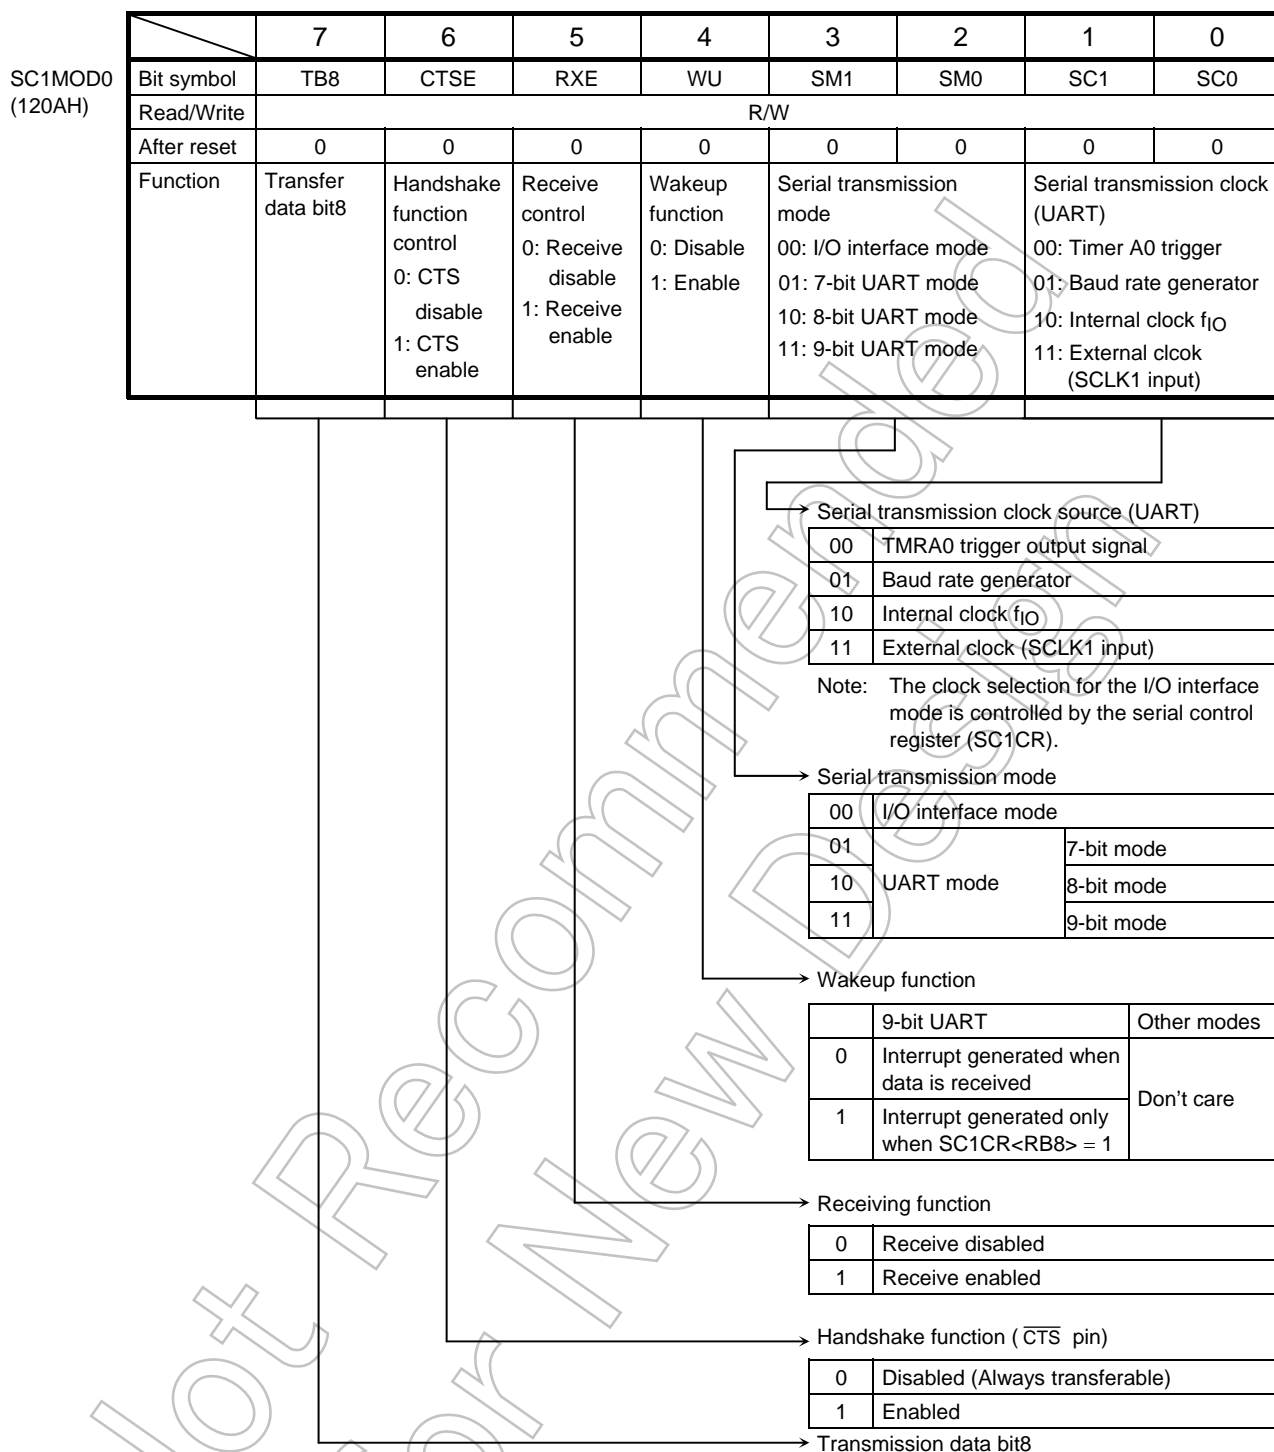 7 6 5 4 3 2 1 0
SC1MOD0
(120AH)
Bit symbol TB8 CTSE RXE WU SM1 SM0 SC1 SC0
Read/Write R/W
After reset 0 0 0 0 0 0 0 0
Function
Transfer
data bit8
Handshake
function
control
0: CTS
disable
1: CTS
enable
Receive
control
0: Receive
disable
1: Receive
enable
Wakeup
function
0: Disable
1: Enable
Serial transmission
mode
00: I/O interface mode
01: 7-bit UART mode
10: 8-bit UART mode
11: 9-bit UART mode
Serial transmission clock
(UART)
00: Timer A0 trigger
01: Baud rate generator
10: Internal clock fIO
11: External clcok
(SCLK1 input)
Serial transmission clock source (UART)
00 TMRA0 trigger output signal
01 Baud rate generator
10 Internal clock fIO
11 External clock (SCLK1 input)
Note: The clock selection for the I/O interface
mode is controlled by the serial control
register (SC1CR).
Serial transmission mode
00 I/O interface mode
01 7-bit mode
10 UART mode 8-bit mode
11 9-bit mode
Wakeup function
9-bit UART Other modes
0 Interrupt generated when
data is received
Don't care
1 Interrupt generated only
when SC1CR<RB8> = 1
Receiving function
0 Receive disabled
1 Receive enabled
Handshake function ( CTS pin)
0 Disabled (Always transferable)
1 Enabled
Transmission data bit8
Not Recommended
for New Design